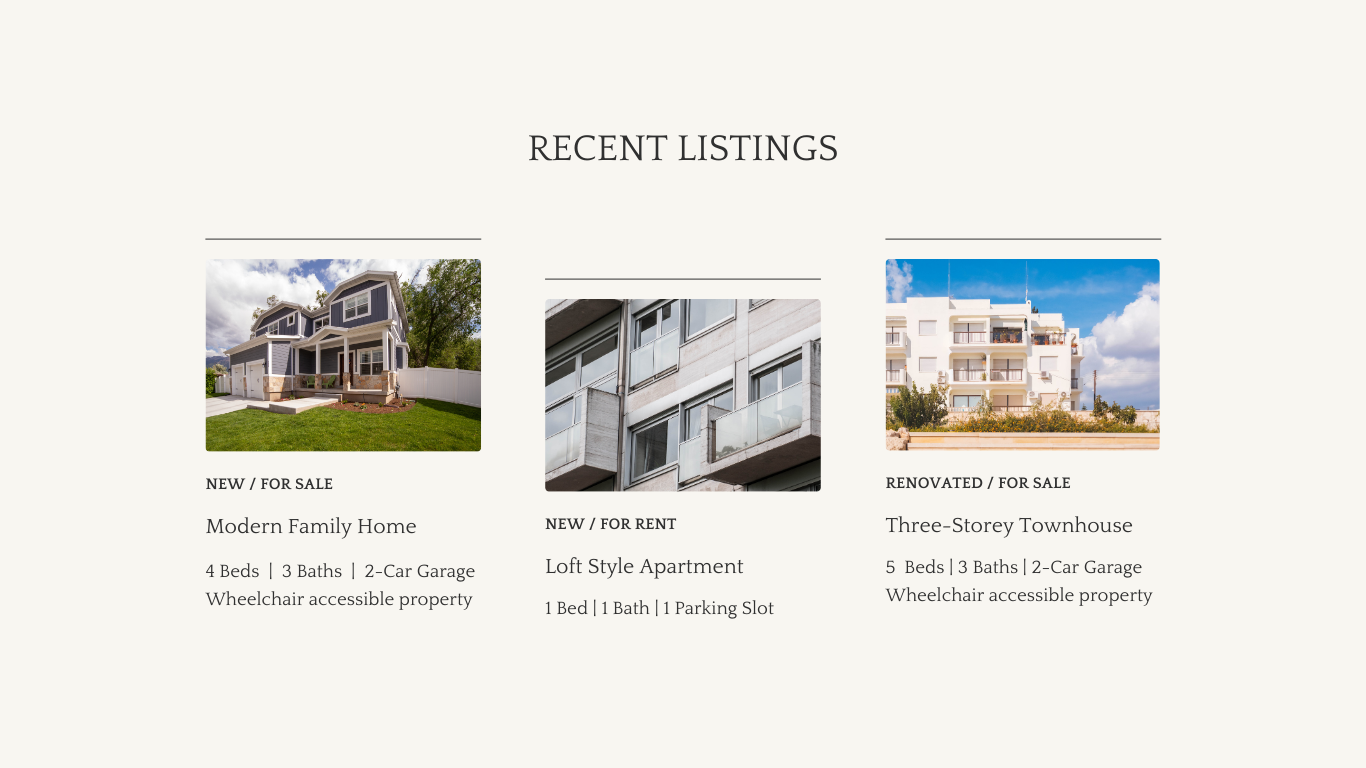 RECENT LISTINGS
NEW / FOR SALE
Modern Family Home
4 Beds | 3 Baths | 2-Car Garage
Wheelchair accessible property
NEW / FOR RENT
Loft Style Apartment
1 Bed | 1 Bath | 1 Parking Slot
RENOVATED / FOR SALE
Three-Storey Townhouse
5 Beds | 3 Baths | 2-Car Garage
Wheelchair accessible property